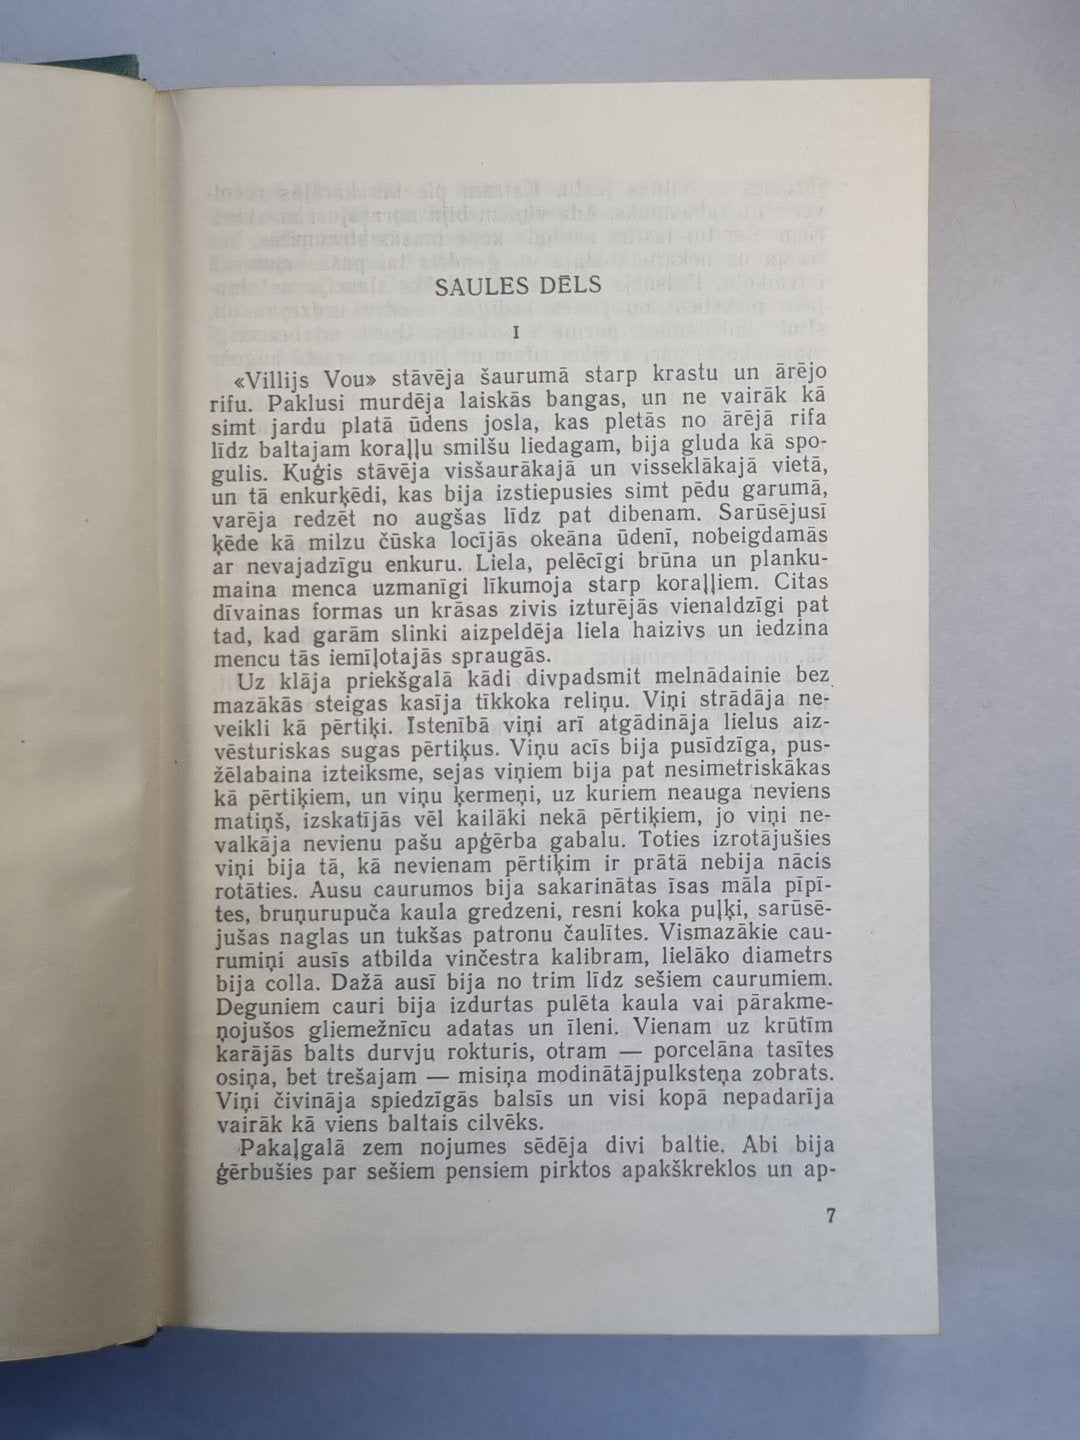 SAULES DĒLS
I
«Villijs Vou» stāvēja šaurumā starp krastu un ārējo
rifu. Paklusi murdēja laiskās bangas, un ne vairāk kā
simt jardu platā ūdens josla, kas pletās no ārējā rifa
līdz baltajam koraļļu smilšu liedagam, bija gluda kā spo-
gulis. Kuģis stāvēja visšaurākajā un visseklākajā vietā,
un tā enkurķēdi, kas bija izstiepusies simt pēdu garumā,
varēja redzēt no augšas līdz pat dibenam. Sarūsējusī
ķēde kā milzu čūska locījās okeāna ūdenī, nobeigdamās
ar nevajadzīgu enkuru. Liela, pelēcīgi brūna un planku-
maina menca uzmanīgi līkumoja starp koraļļiem. Citas
dīvainas formas un krāsas zivis izturējās vienaldzīgi pat
tad, kad garām slinki aizpeldēja liela haizivs un iedzina
mencu tās iemīļotajās spraugās.
Uz klāja priekšgalā kādi divpadsmit melnādainie bez
mazākās steigas kasīja tīkkoka reliņu. Viņi strādāja ne-
veikli kā pērtiķi. Istenībā viņi arī atgādināja lielus aiz-
vēsturiskas sugas pērtiķus. Viņu acīs bija pusīdzīga, pus-
žēlabaina izteiksme, sejas viņiem bija pat nesimetriskākas
kā pērtiķiem, un viņu ķermeņi, uz kuriem neauga neviens
matiņš, izskatījās vēl kailāki nekā pērtiķiem, jo viņi ne-
valkāja nevienu pašu apģērba gabalu. Toties izrotājušies
viņi bija tā, kā nevienam pērtiķim ir prātā nebija nācis
rotāties. Ausu caurumos bija sakarinātas īsas māla pīpī-
tes, bruņurupuča kaula gredzeni, resni koka puļķi, sarūsē-
jušas naglas un tukšas patronu čaulītes. Vismazākie cau-
rumiņi ausīs atbilda vinčestra kalibram, lielāko diametrs
bija colla. Dažā ausī bija no trim līdz sešiem caurumiem.
Deguniem cauri bija izdurtas pulēta kaula vai pārakme-
ņojušos gliemežnīcu adatas un īleni. Vienam uz krūtīm
karājās balts durvju rokturis, otram — porcelāna tasītes
osiņa, bet trešajam — misiņa modinātājpulksteņa zobrats.
Viņi čivināja spiedzīgās balsīs un visi kopā nepadarīja
vairāk kā viens baltais cilvēks.
Pakaļgalā zem nojumes sēdēja divi baltie. Abi bija
ģērbušies par sešiem pensiem pirktos apakškreklos un ap-
7